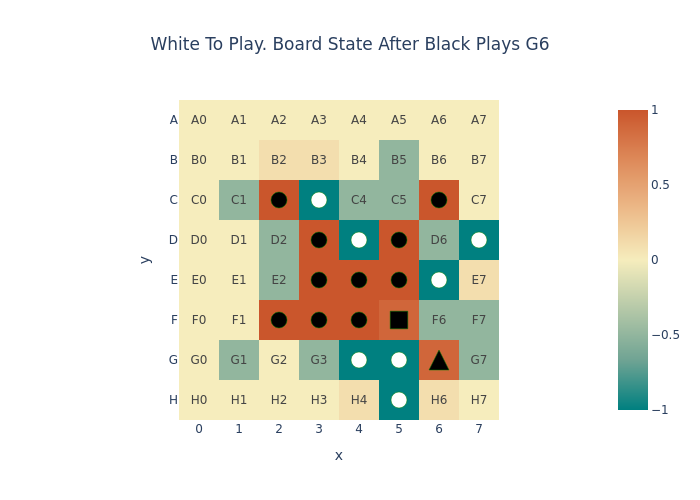 White To Play. Board State After Black Plays G6
A A0 A1 A2 A3 A4 A5 A6 A7
B B0 B1 B2 B3 B4 B5 B6 B7
C C0 C1 C4 C5 C7
D D0 D1 D2 D6
E E0 E1 E2 E7
F F0 F1 F6 F7
G G0 G1 G2 G3 G7
H H0 H1 H2 H3 H4 H6 H7
0 1 2 3 4 5 6 7
x
y
1
0.5
0
−0.5
−1